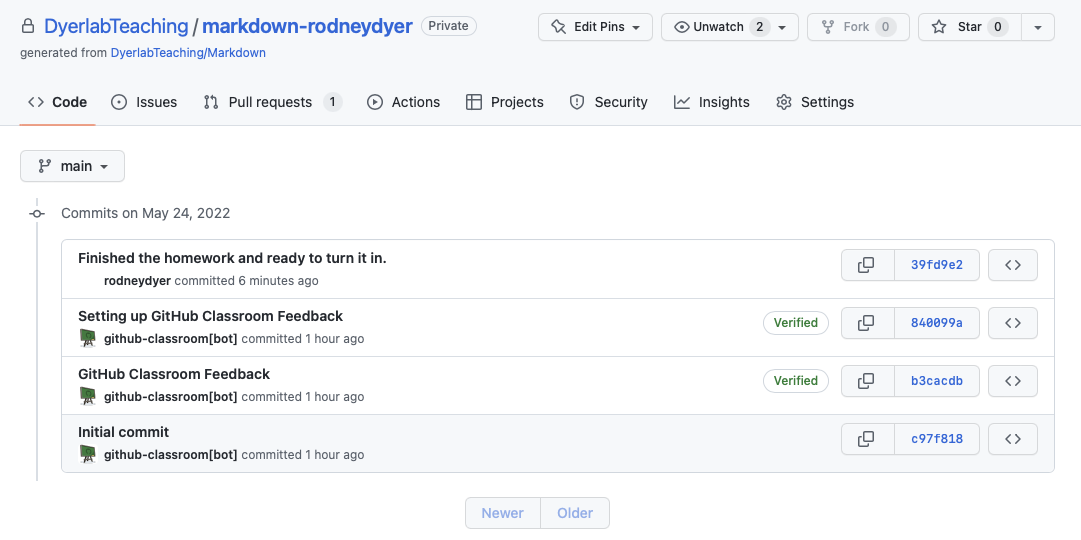 DyerlabTeaching / markdown-rodneydyer Private
Edit Pins Unwatch 2 Fork 0 Star 0
generated from DyerlabTeaching/Markdown
Code Issues Pull requests 1 Actions Projects Security Insights Settings
main
Commits on May 24, 2022
Finished the homework and ready to turn it in.
39fd9e2
rodneydyer committed 6 minutes ago
Setting up GitHub Classroom Feedback
Verified 840099a
github-classroom[bot] committed 1 hour ago
GitHub Classroom Feedback
Verified b3cacdb
github-classroom[bot] committed 1 hour ago
Initial commit
c97f818
github-classroom[bot] committed 1 hour ago
Newer Older